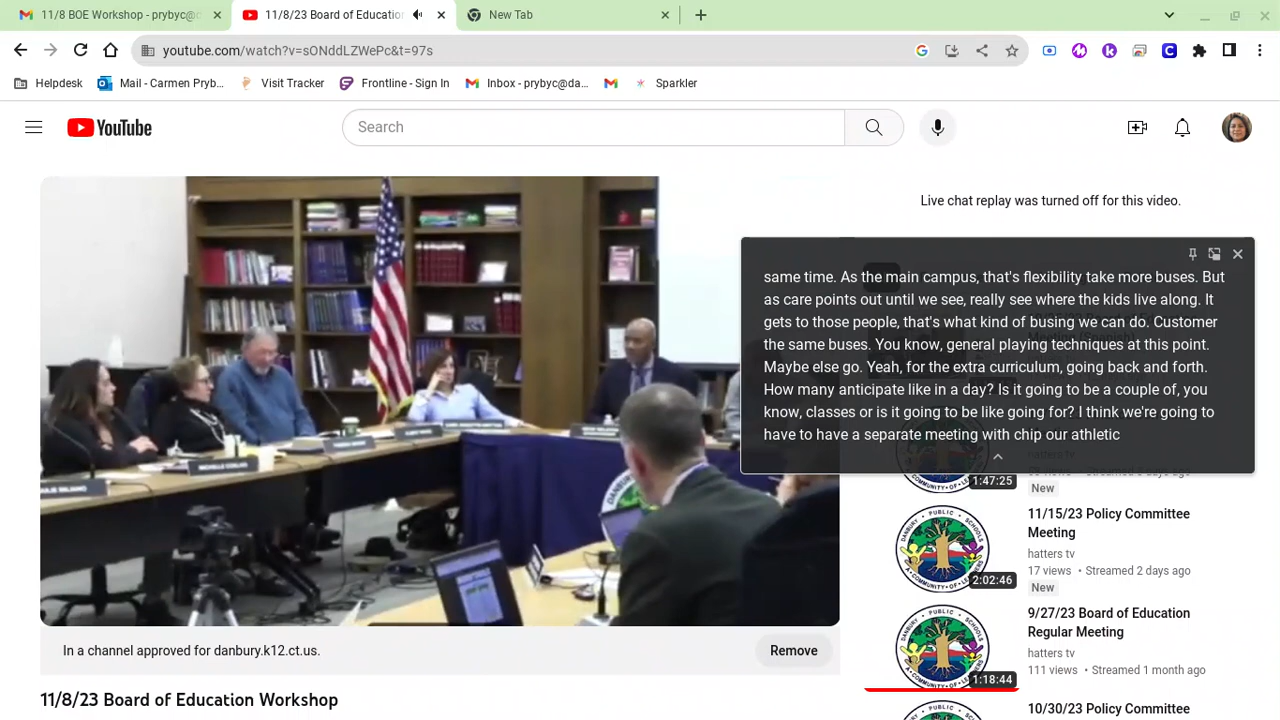 11/8 BOE Workshop - prybyc@
11/8/23 Board of Education
New Tab
youtube.com/watch?v=sONddLZWePc&t=97s
Helpdesk
Mail - Carmen Pryb...
Visit Tracker
Frontline - Sign In
Inbox - prybyc@da...
Sparkler
YouTube
Search
Live chat replay was turned off for this video.
same time. As the main campus, that's flexibility take more buses. But
as care points out until we see, really see where the kids live along. It
gets to those people, that's what kind of busing we can do. Customer
the same buses. You know, general playing techniques at this point.
Maybe else go. Yeah, for the extra curriculum, going back and forth.
How many anticipate like in a day? Is it going to be a couple of, you
know, classes or is it going to be like going for? I think we're going to
have to have a separate meeting with chip our athletic
1:47:25
New
11/15/23 Policy Committee
Meeting
hatters tv
17 views • Streamed 2 days ago
New
2:02:46
9/27/23 Board of Education
Regular Meeting
hatters tv
111 views • Streamed 1 month ago
1:18:44
10/30/23 Policy Committee
MICHELLE COELHO
In a channel approved for danbury.k12.ct.us.
Remove
11/8/23 Board of Education Workshop